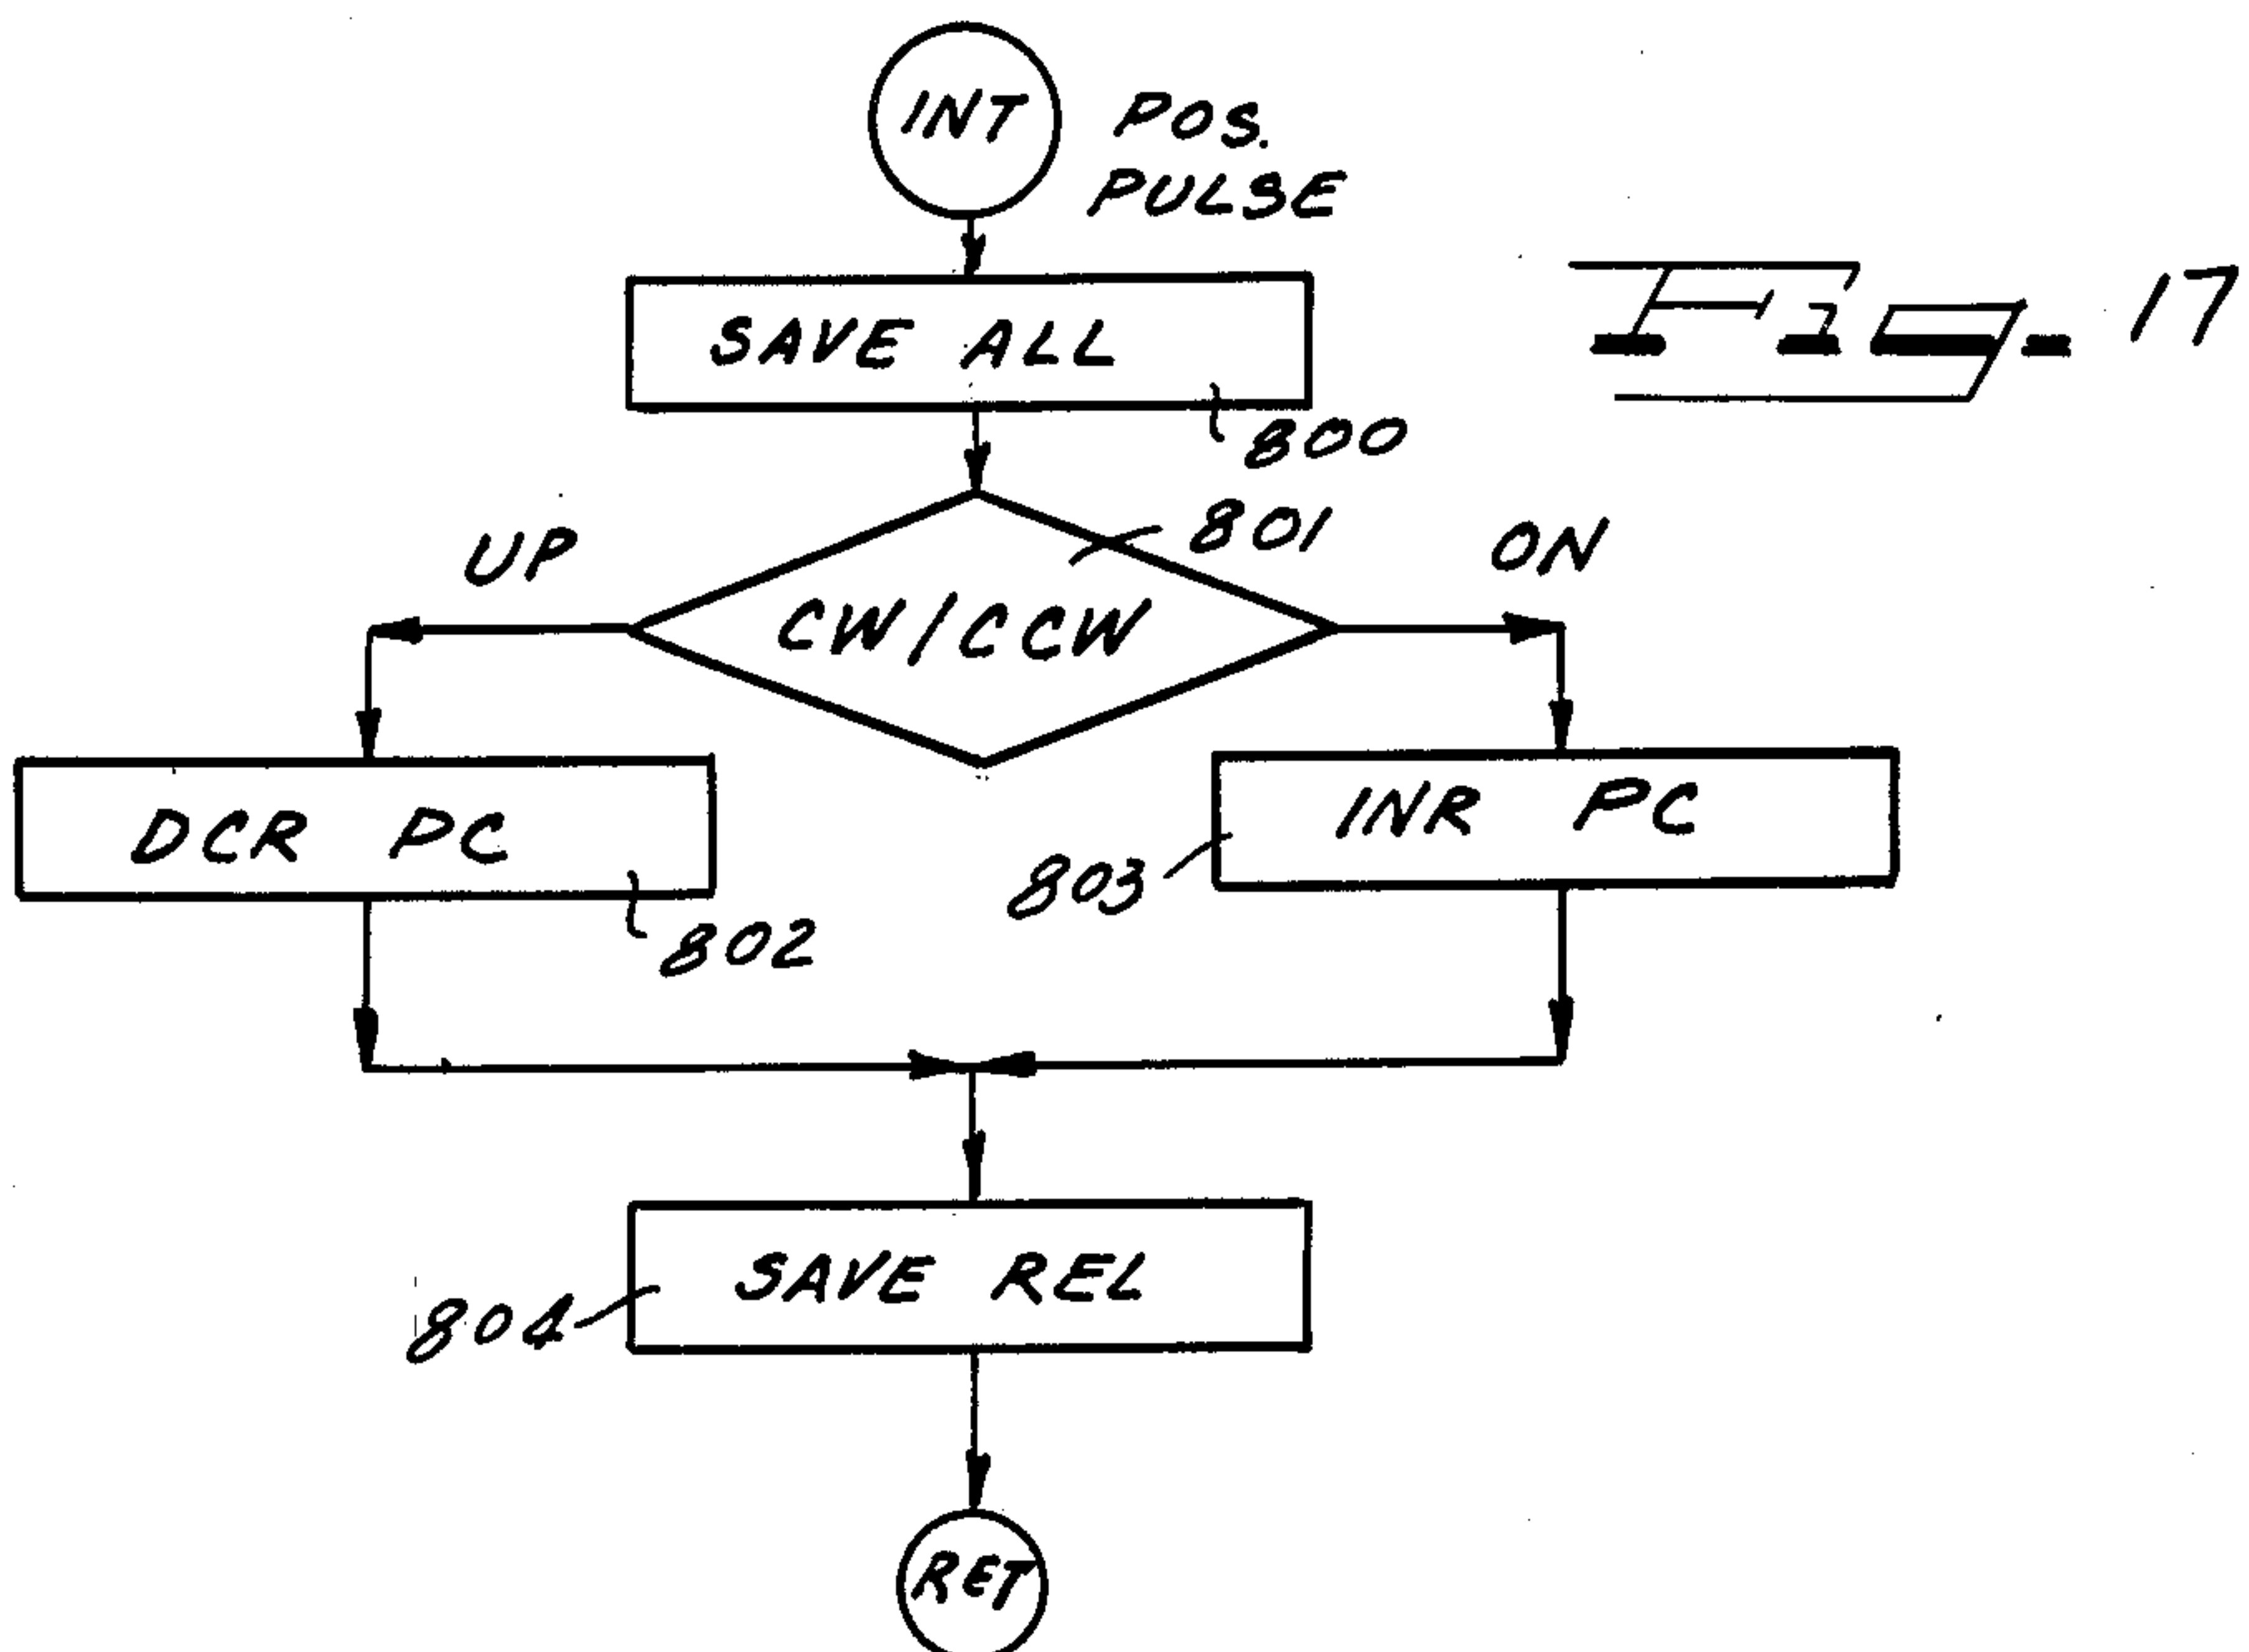 INT
POS.
PULSE
Fig. 17
SAVE ALL
800
801
UP
ON
CW/CCW
DCR PC
INR PC
802
803
SAVE REL
804
RET